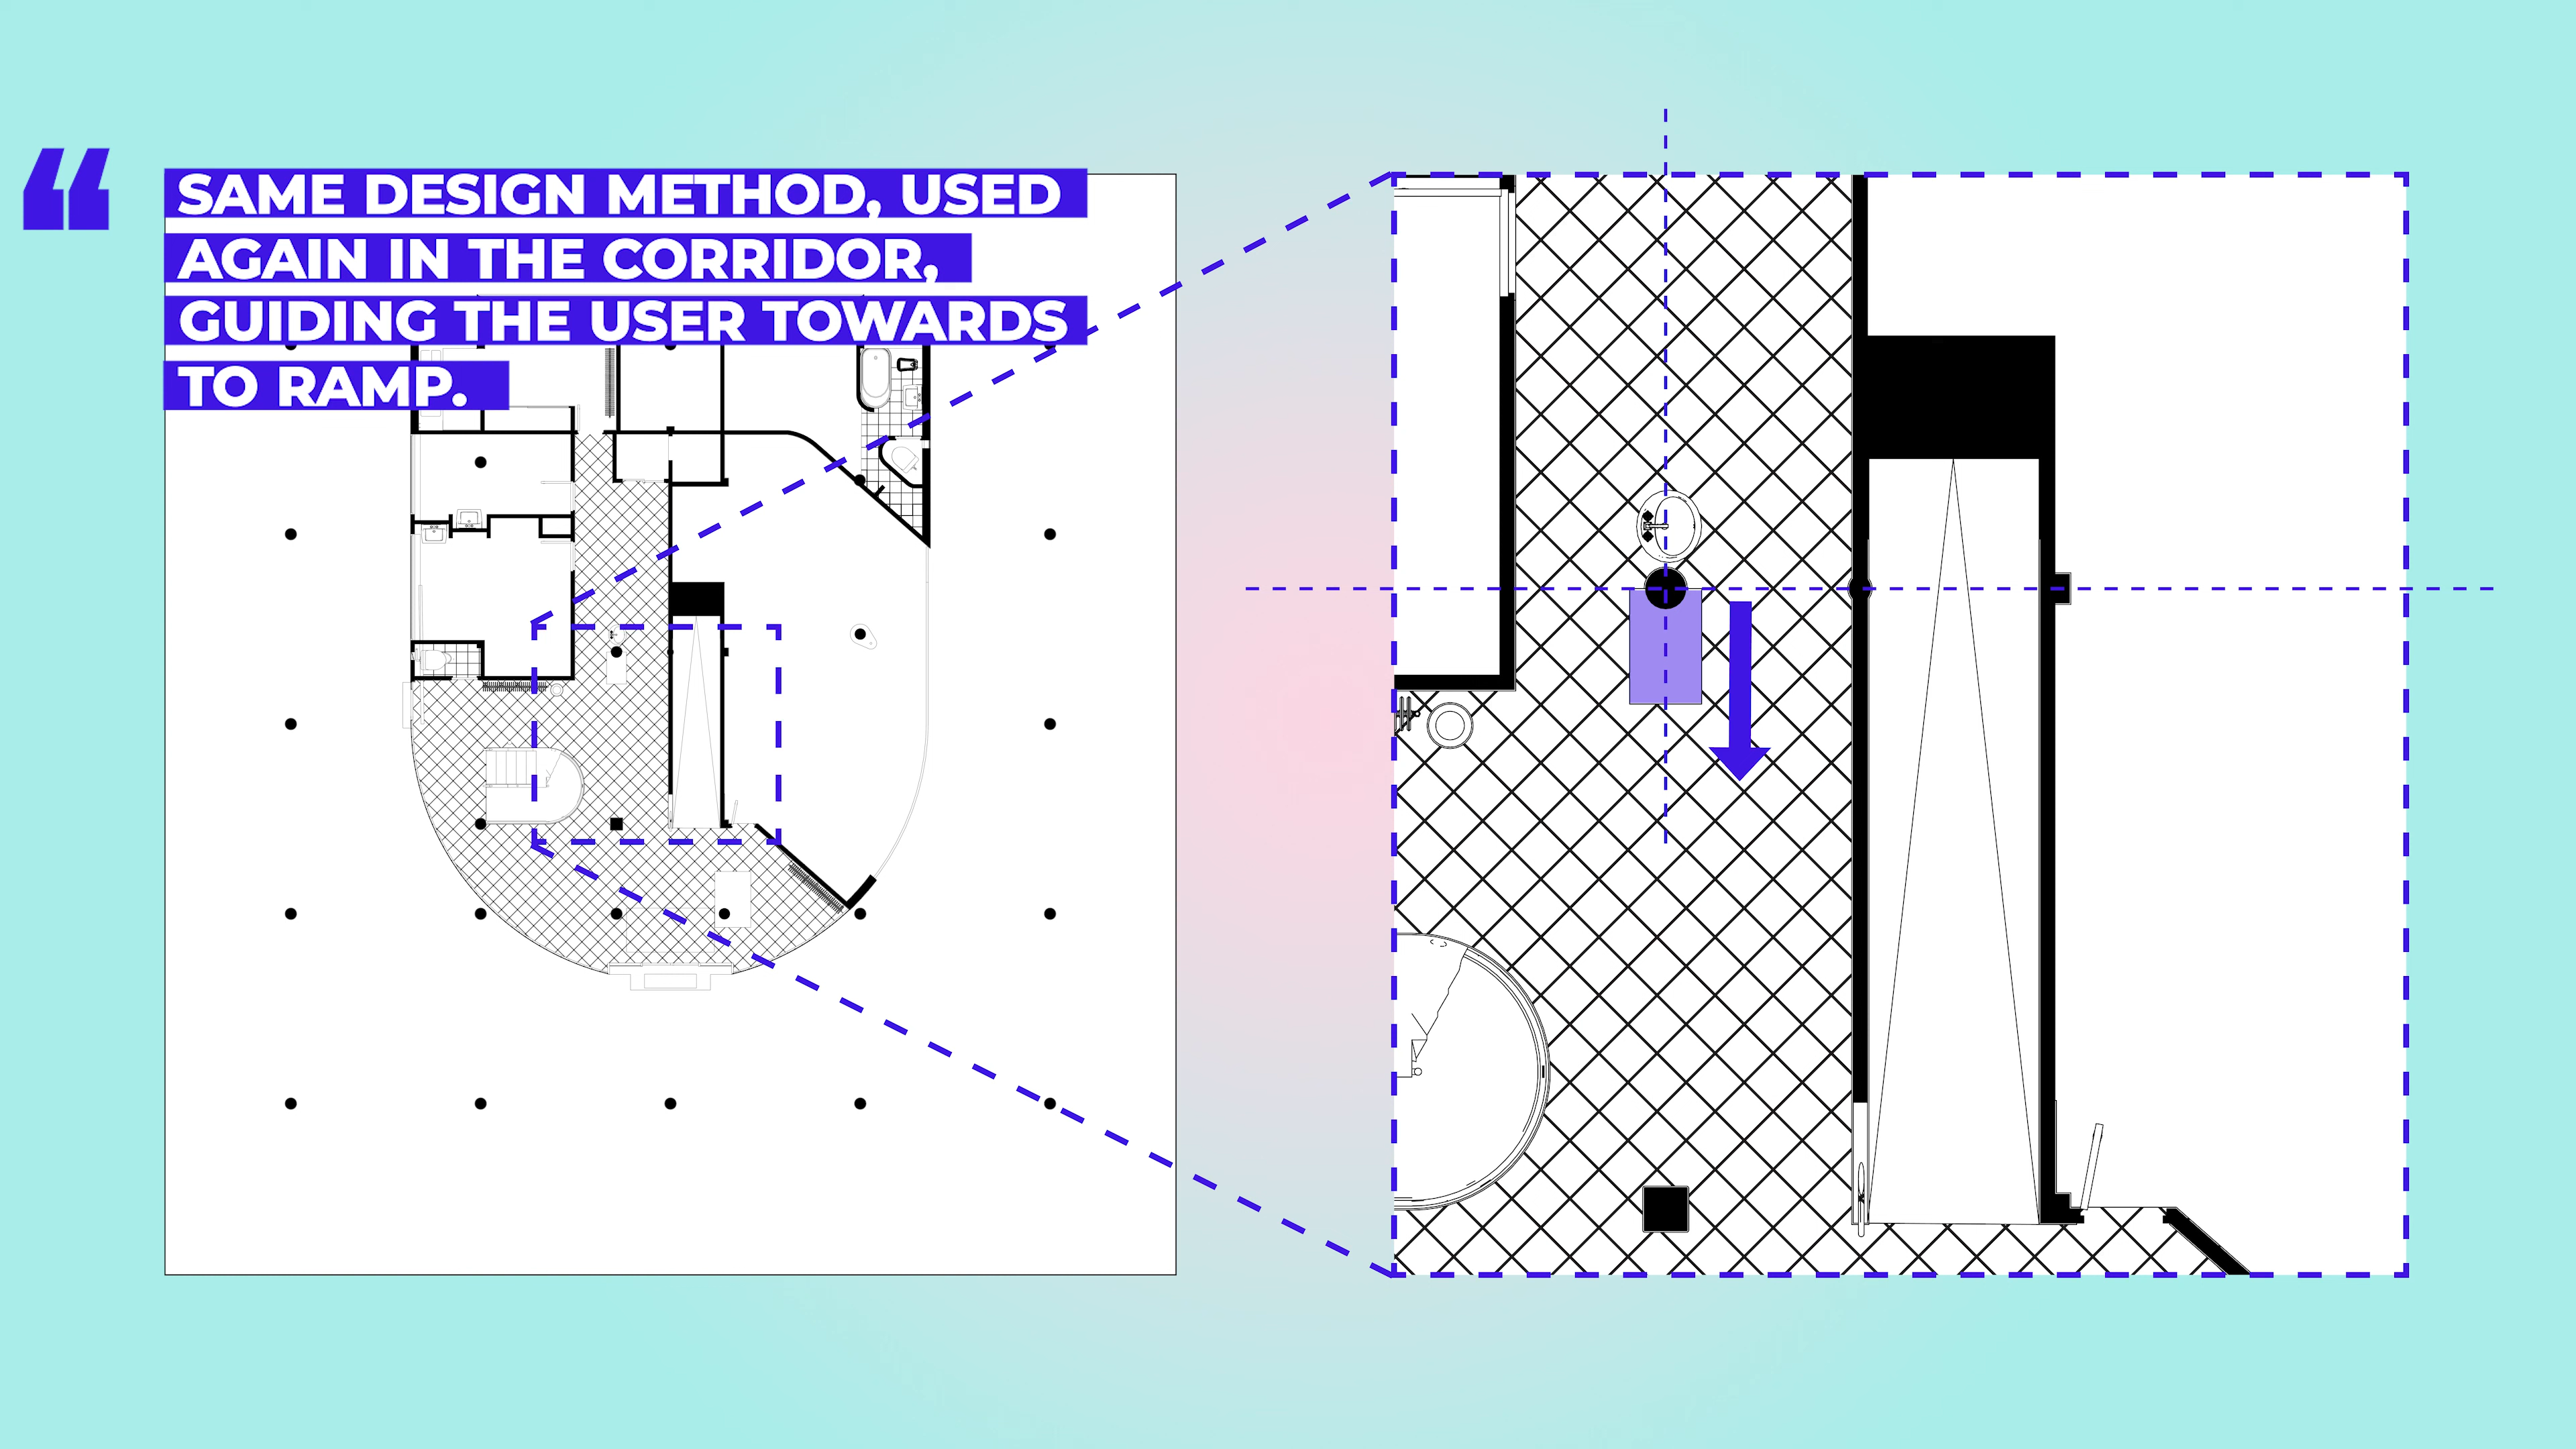 “
SAME DESIGN METHOD, USED
AGAIN IN THE CORRIDOR,
GUIDING THE USER TOWARDS
TO RAMP.